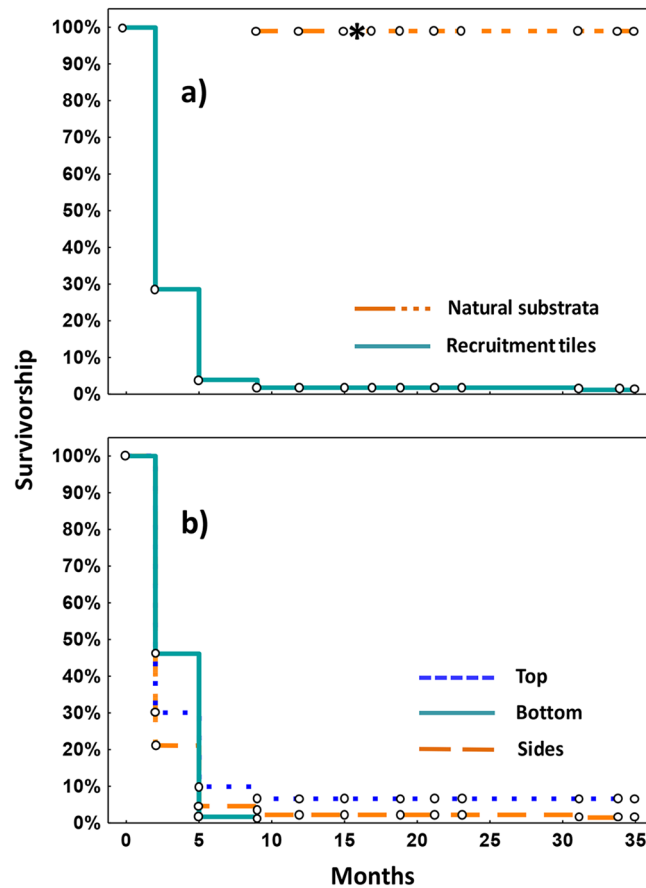 100%
90%
a)
80%
70%
60%
50%
40%
30%
Natural substrata
20%
Recruitment tiles
10%
0%
Survivorship
100%
90%
b)
80%
70%
60%
50%
40%
Top
30%
Bottom
20%
Sides
10%
0%
0 5 10 15 20 25 30 35
Months